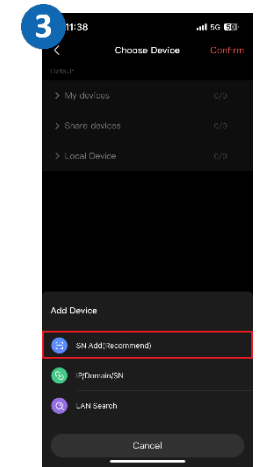 3
11:38
5G
Choose Device
Confirm
Default
My devices
0/0
Share devices
0/0
Local Device
0/0
Add Device
SN Add(Recommend)
IP/Domain/SN
LAN Search
Cancel